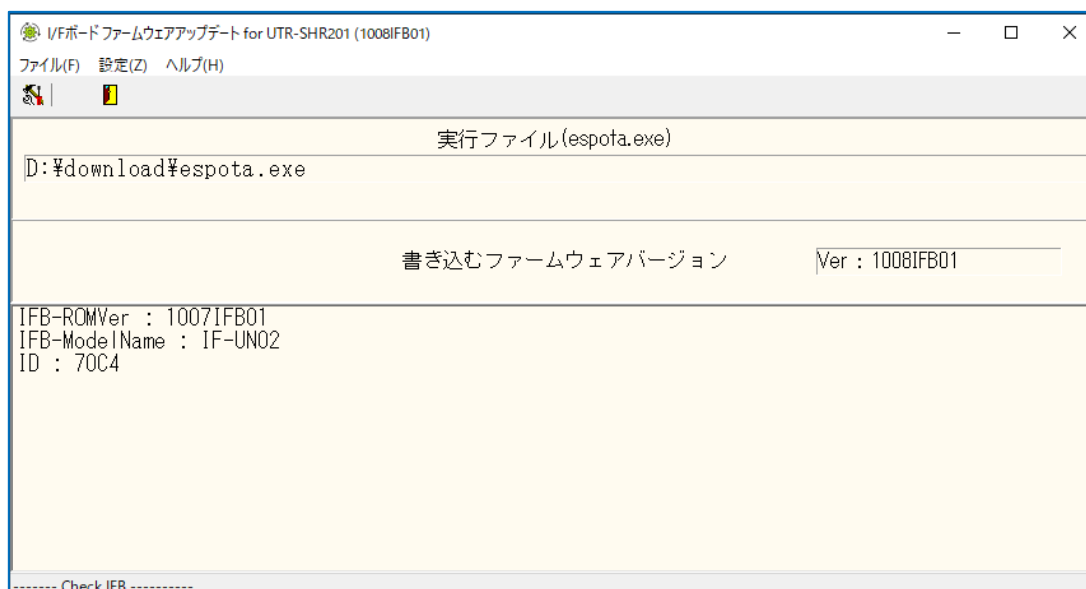 I/Fボード ファームウェアアップデート for UTR-SHR201 (1008IFB01)
ファイル(F) 設定(Z) ヘルプ(H)
実行ファイル(espota.exe)
D:¥download¥espota.exe
書き込むファームウェアバージョン Ver : 1008IFB01
IFB-ROMVer : 1007IFB01
IFB-ModelName : IF-UN02
ID : 70C4
------- Check IFB ----------